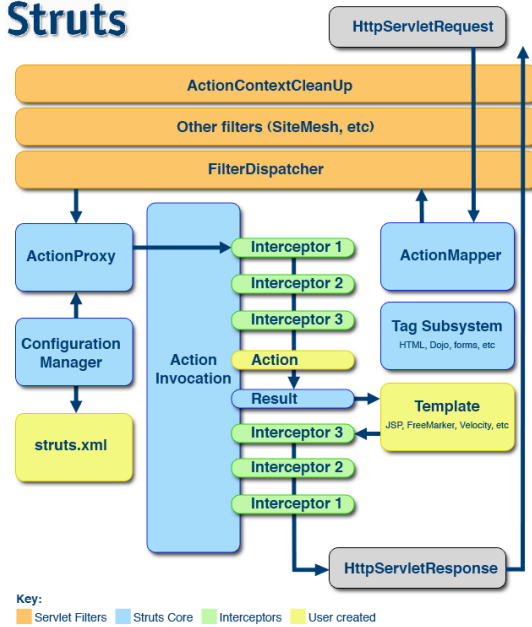 Struts
HttpServletRequest
ActionContextCleanUp
Other filters (SiteMesh, etc)
FilterDispatcher
ActionProxy
Interceptor 1
ActionMapper
Interceptor 2
Interceptor 3
Tag Subsystem
HTML, Dojo, forms, etc
Configuration
Manager
Action
Invocation
Action
Result
Template
JSP, FreeMarker, Velocity, etc
struts.xml
Interceptor 3
Interceptor 2
Interceptor 1
HttpServletResponse
Key:
Servlet Filters
Struts Core
Interceptors
User created